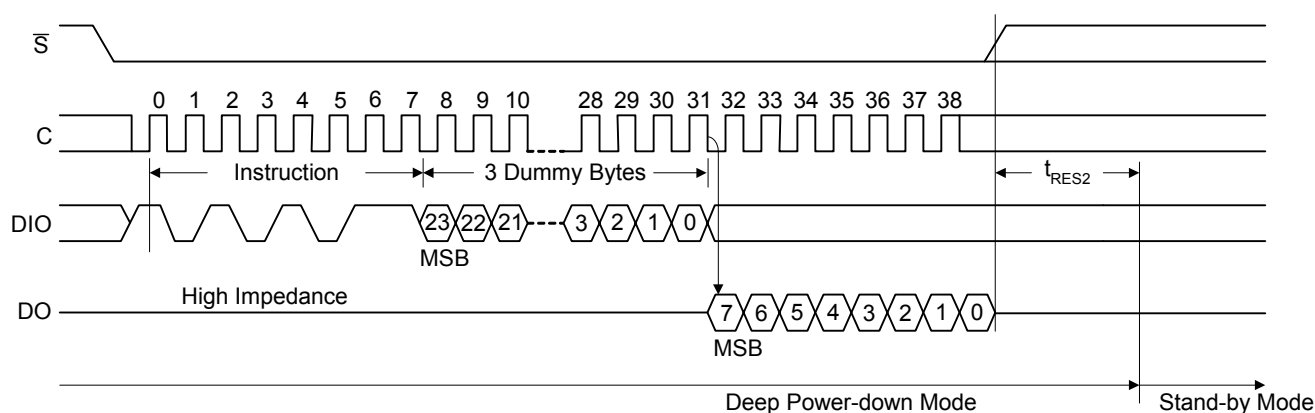 S
0 1 2 3 4 5 6 7 8 9 10 28 29 30 31 32 33 34 35 36 37 38
C
Instruction 3 Dummy Bytes tRES2
DIO 23 22 21 3 2 1 0
MSB
High Impedance
DO 7 6 5 4 3 2 1 0
MSB
Deep Power-down Mode Stand-by Mode